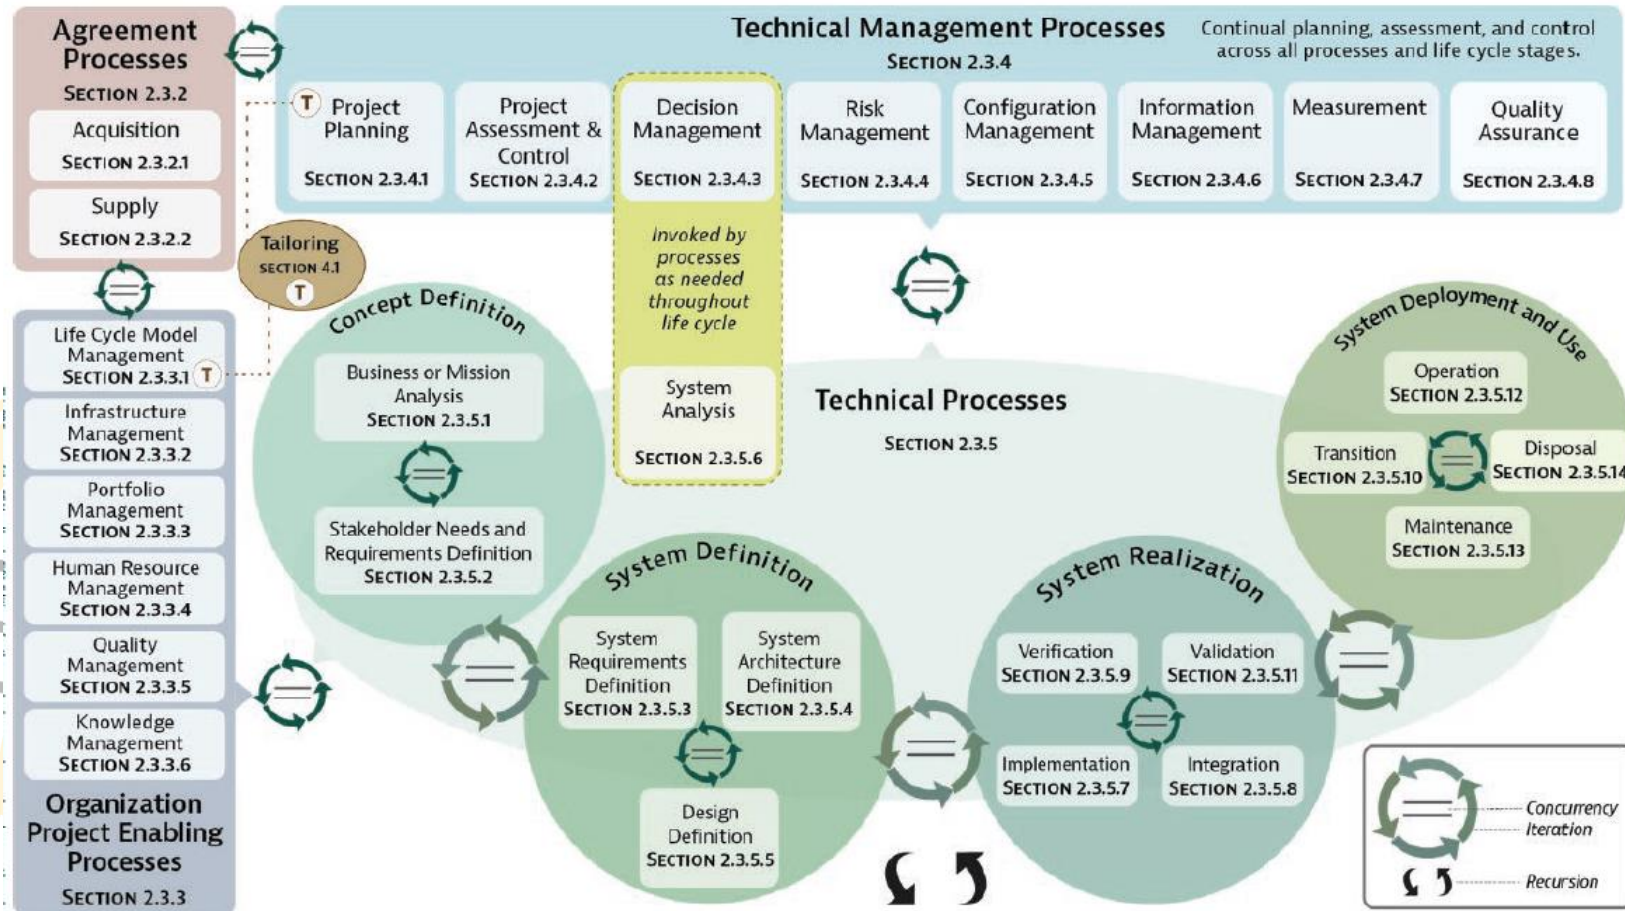 Agreement
Processes
SECTION 2.3.2
Acquisition
SECTION 2.3.2.1
Supply
SECTION 2.3.2.2
Technical Management Processes
SECTION 2.3.4
Continual planning, assessment, and control
across all processes and life cycle stages.
T
Project
Planning
SECTION 2.3.4.1
Project
Assessment &
Control
SECTION 2.3.4.2
Decision
Management
SECTION 2.3.4.3
Risk
Management
SECTION 2.3.4.4
Configuration
Management
SECTION 2.3.4.5
Information
Management
SECTION 2.3.4.6
Measurement
SECTION 2.3.4.7
Quality
Assurance
SECTION 2.3.4.8
Invoked by
processes
as needed
throughout
life cycle
System
Analysis
SECTION 2.3.5.6
Tailoring
SECTION 4.1
T
Life Cycle Model
Management
SECTION 2.3.3.1
T
Infrastructure
Management
SECTION 2.3.3.2
Portfolio
Management
SECTION 2.3.3.3
Human Resource
Management
SECTION 2.3.3.4
Quality
Management
SECTION 2.3.3.5
Knowledge
Management
SECTION 2.3.3.6
Organization
Project Enabling
Processes
SECTION 2.3.3
Technical Processes
SECTION 2.3.5
Concept Definition
Business or Mission
Analysis
SECTION 2.3.5.1
Stakeholder Needs and
Requirements Definition
SECTION 2.3.5.2
System Definition
System
Requirements
Definition
SECTION 2.3.5.3
System
Architecture
Definition
SECTION 2.3.5.4
Design
Definition
SECTION 2.3.5.5
System Realization
Verification
SECTION 2.3.5.9
Validation
SECTION 2.3.5.11
Implementation
SECTION 2.3.5.7
Integration
SECTION 2.3.5.8
System Deployment and Use
Operation
SECTION 2.3.5.12
Transition
SECTION 2.3.5.10
Disposal
SECTION 2.3.5.14
Maintenance
SECTION 2.3.5.13
Concurrency
Iteration
Recursion